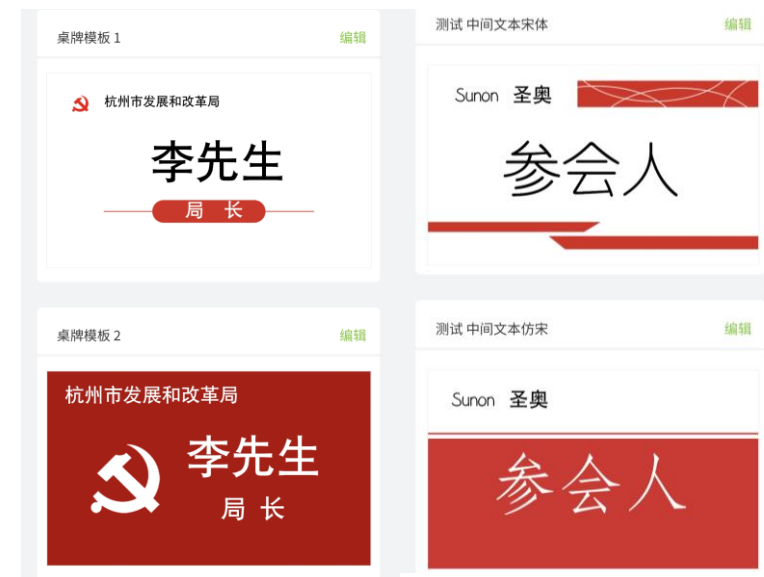 桌牌模板 1 编辑
杭州市发展和改革局
李先生
局 长
测试 中间文本宋体 编辑
Sunon 圣奥
参会人
桌牌模板 2 编辑
杭州市发展和改革局
李先生
局 长
测试 中间文本仿宋 编辑
Sunon 圣奥
参会人